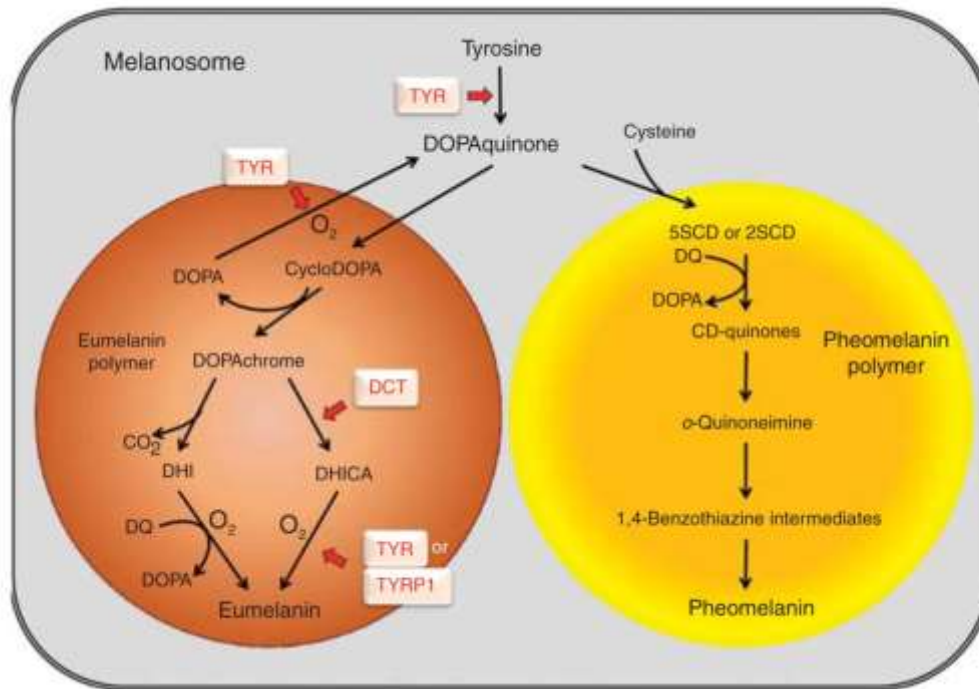 Melanosome
Tyrosine
TYR
DOPAquinone
Cysteine
TYR
O2
DOPA
CycloDOPA
Eumelanin
polymer
DOPAchrome
DCT
CO2
DHI
DHICA
DQ
O2
O2
DOPA
TYR or
TYRP1
Eumelanin
5SCD or 2SCD
DQ
DOPA
CD-quinones
Pheomelanin
polymer
o-Quinoneimine
1,4-Benzothiazine intermediates
Pheomelanin